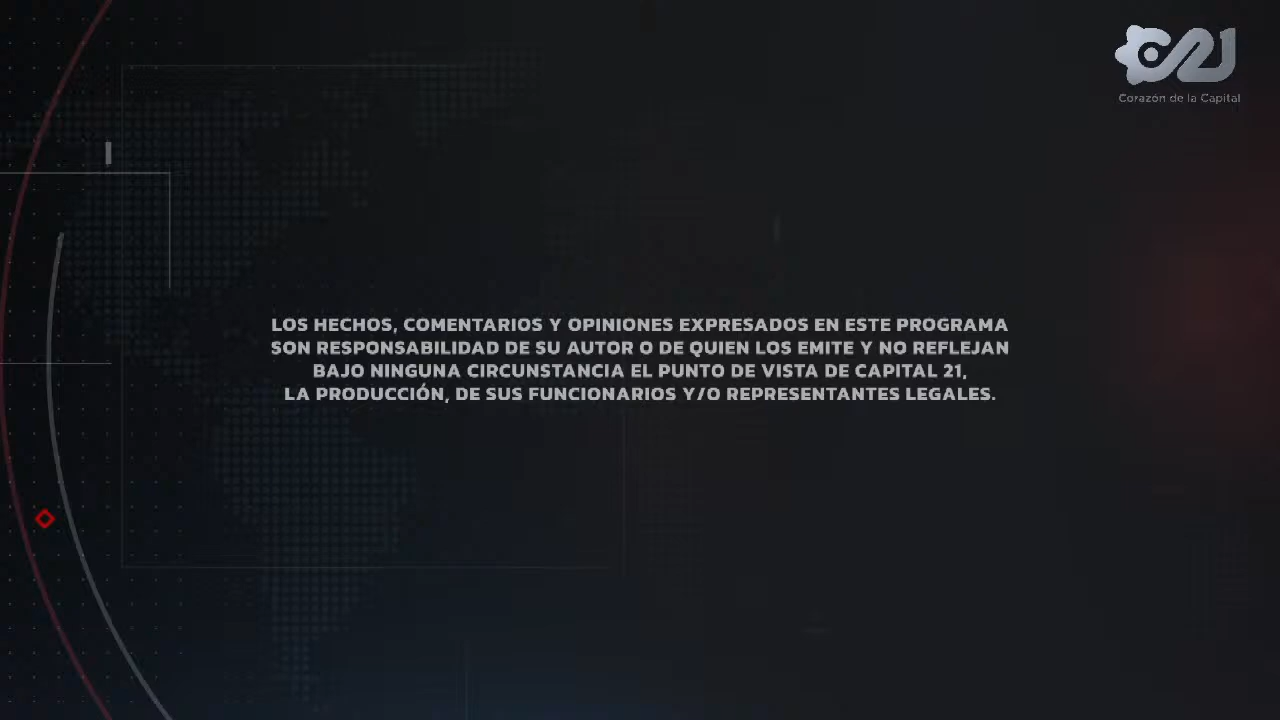 C21
Corazón de la Capital
LOS HECHOS, COMENTARIOS Y OPINIONES EXPRESADOS EN ESTE PROGRAMA
SON RESPONSABILIDAD DE SU AUTOR O DE QUIEN LOS EMITE Y NO REFLEJAN
BAJO NINGUNA CIRCUNSTANCIA EL PUNTO DE VISTA DE CAPITAL 21,
LA PRODUCCIÓN, DE SUS FUNCIONARIOS Y/O REPRESENTANTES LEGALES.